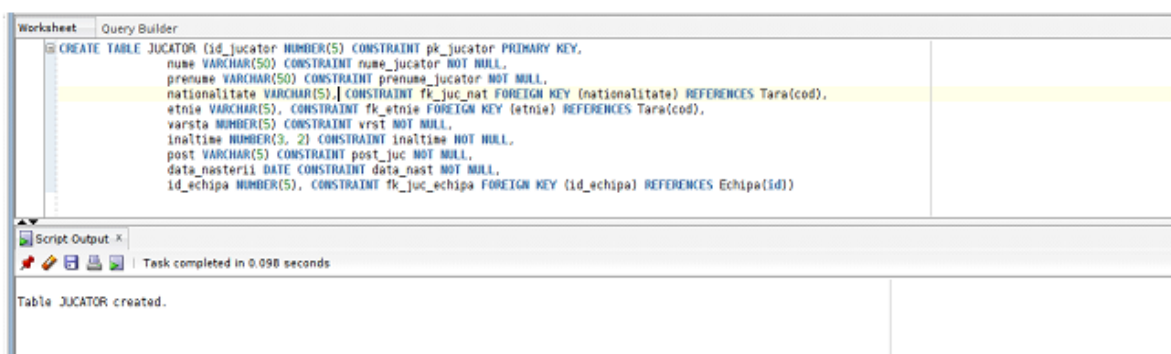 Worksheet Query Builder
CREATE TABLE JUCATOR (id_jucator NUMBER(5) CONSTRAINT pk_jucator PRIMARY KEY,
nume VARCHAR(50) CONSTRAINT nume_jucator NOT NULL,
prenume VARCHAR(50) CONSTRAINT prenume_jucator NOT NULL,
nationalitate VARCHAR(5), CONSTRAINT fk_juc_nat FOREIGN KEY (nationalitate) REFERENCES Tara(cod),
etnie VARCHAR(5), CONSTRAINT fk_etnie FOREIGN KEY (etnie) REFERENCES Tara(cod),
varsta NUMBER(5) CONSTRAINT vrst NOT NULL,
inaltime NUMBER(3, 2) CONSTRAINT inaltime NOT NULL,
post VARCHAR(5) CONSTRAINT post_juc NOT NULL,
data_nasterii DATE CONSTRAINT data_nast NOT NULL,
id_echipa NUMBER(5), CONSTRAINT fk_juc_echipa FOREIGN KEY (id_echipa) REFERENCES Echipa(id))
Script Output x
Task completed in 0.098 seconds
Table JUCATOR created.